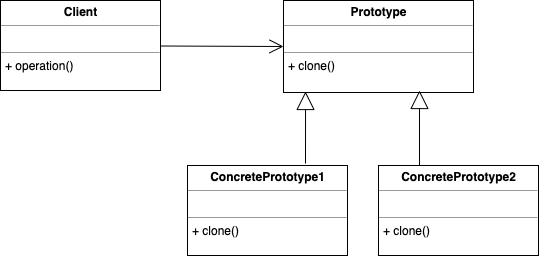 Client
+ operation()
Prototype
+ clone()
ConcretePrototype1
+ clone()
ConcretePrototype2
+ clone()